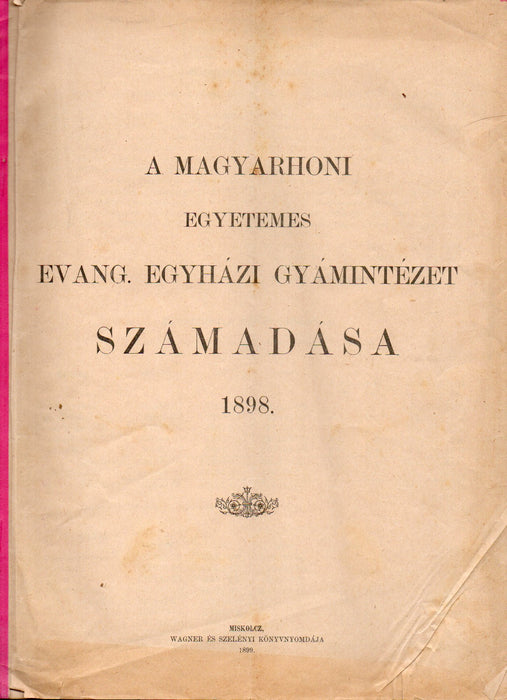 A MAGYARHONI
EGYETEMES
EVANG. EGYHÁZI GYÁMINTÉZET
SZÁMADÁSA
1898.
MISKOLCZ,
WAGNER ÉS SZELÉNYI KÖNYVNYOMDÁJA
1899.